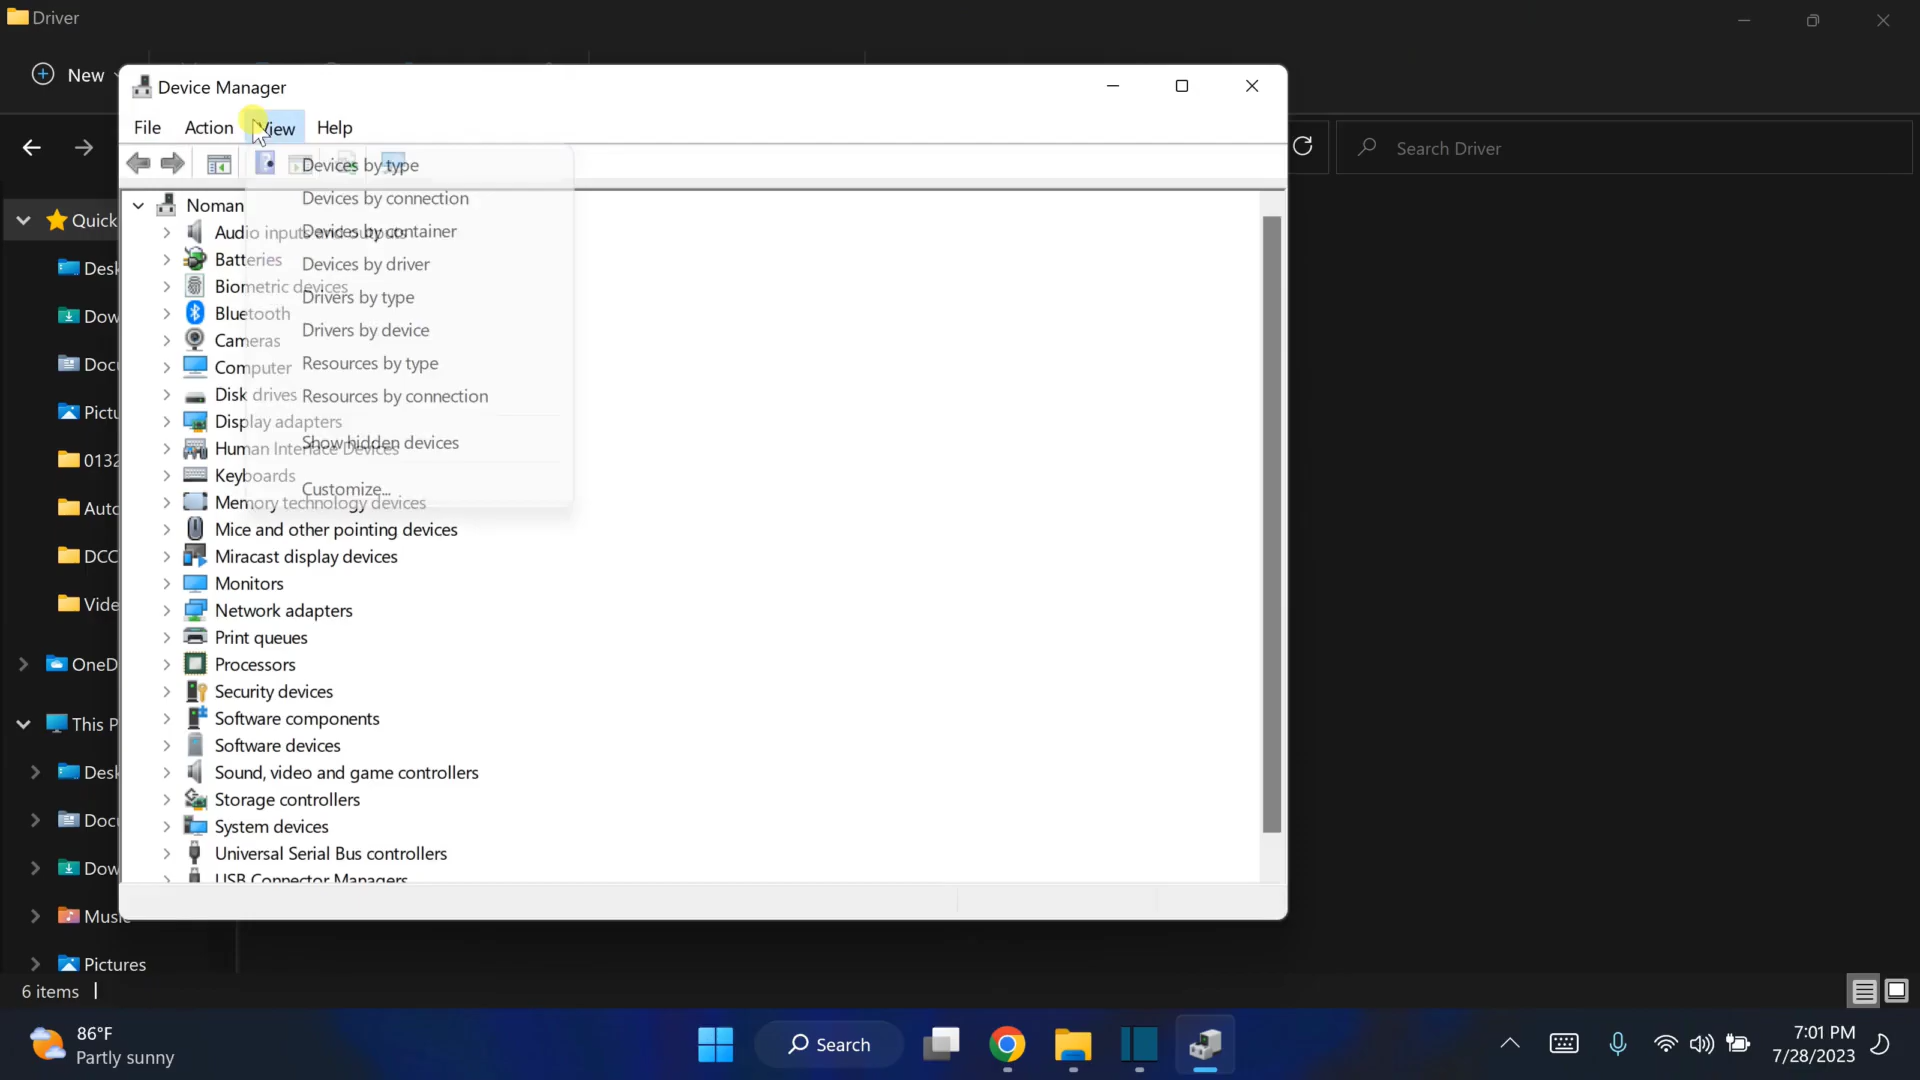 Driver
New
Device Manager
File Action View Help
Search Driver
Devices by type
Devices by connection
Devices by container
Devices by driver
Drivers by type
Drivers by device
Resources by type
Resources by connection
Show hidden devices
Customize...
Noman
Audio inputs and outputs
Batteries
Biometric devices
Bluetooth
Cameras
Computer
Disk drives
Display adapters
Human Interface Devices
Keyboards
Memory technology devices
Mice and other pointing devices
Miracast display devices
Monitors
Network adapters
Print queues
Processors
Security devices
Software components
Software devices
Sound, video and game controllers
Storage controllers
System devices
Universal Serial Bus controllers
USB Connector Managers
Quick
Desk
Dow
Docu
Pictu
0132
Auto
DCC
Vide
OneD
This P
Desk
Docu
Dow
Music
Pictures
6 items
86°F
Partly sunny
Search
7:01 PM
7/28/2023